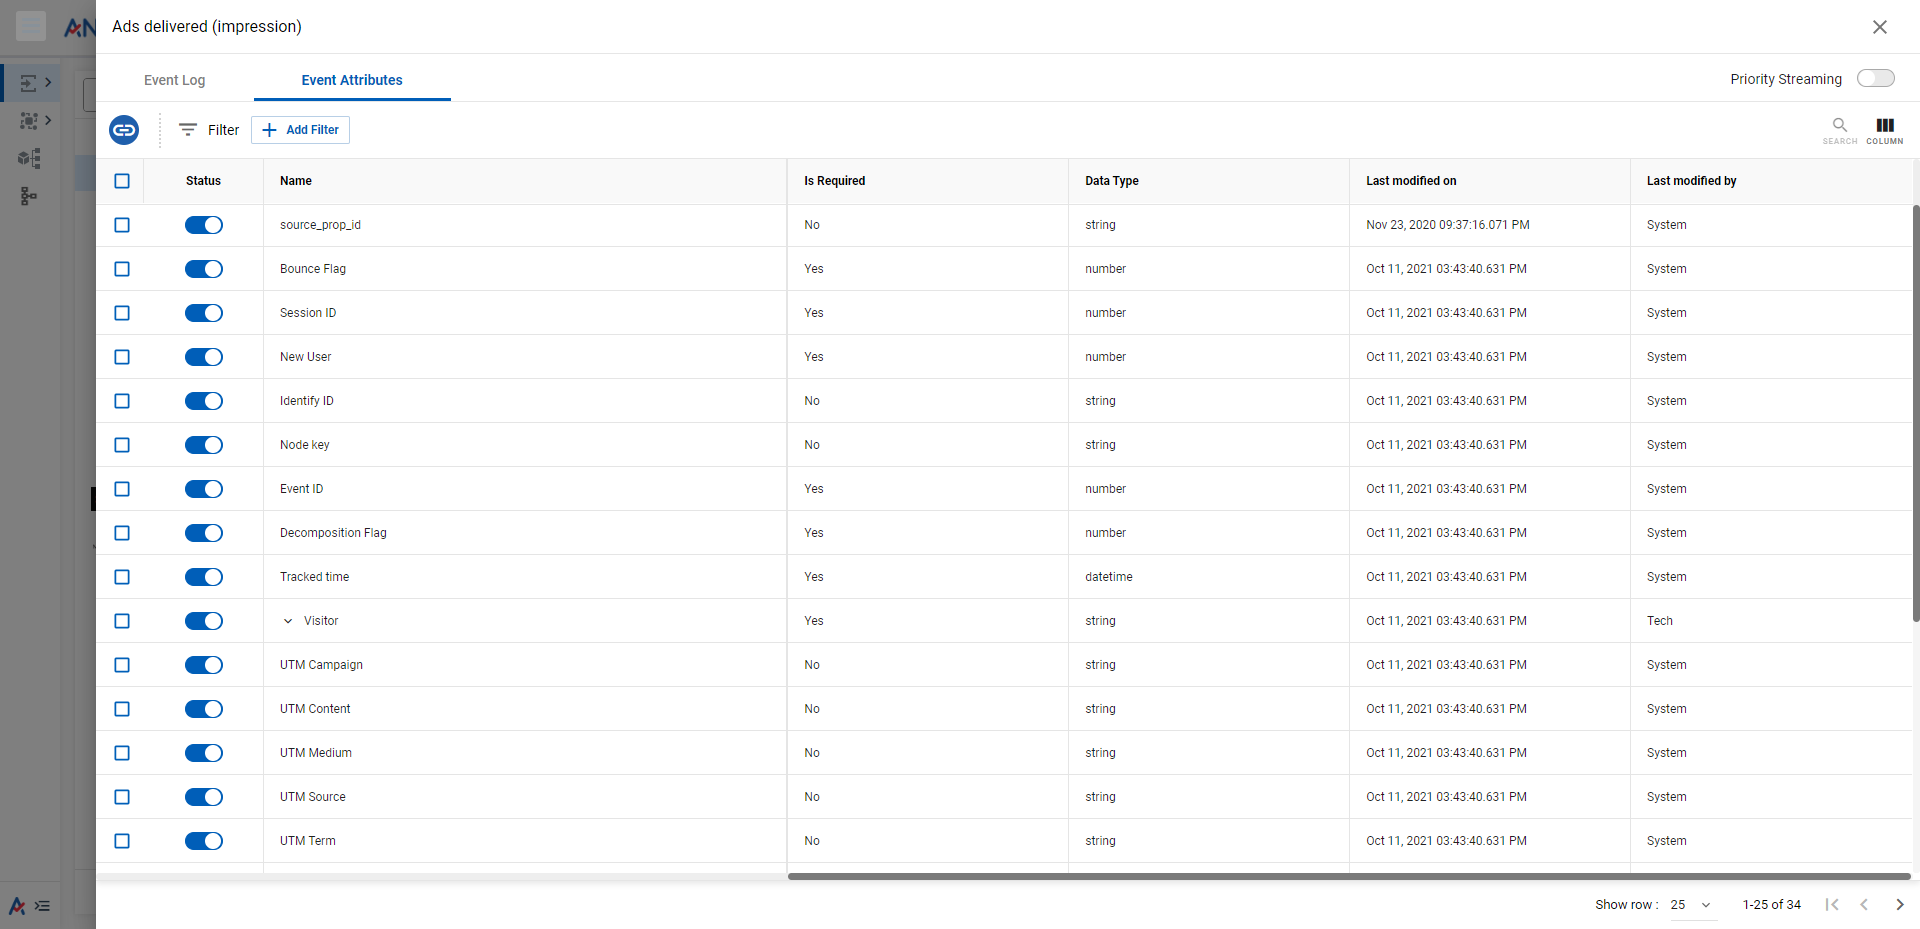 AN
Ads delivered (impression)
Event Log
Event Attributes
Priority Streaming
Filter
Add Filter
SEARCH
COLUMN
Status Name Is Required Data Type Last modified on Last modified by
source_prop_id No string Nov 23, 2020 09:37:16.071 PM System
Bounce Flag Yes number Oct 11, 2021 03:43:40.631 PM System
Session ID Yes number Oct 11, 2021 03:43:40.631 PM System
New User Yes number Oct 11, 2021 03:43:40.631 PM System
Identify ID No string Oct 11, 2021 03:43:40.631 PM System
Node key No string Oct 11, 2021 03:43:40.631 PM System
Event ID Yes number Oct 11, 2021 03:43:40.631 PM System
Decomposition Flag Yes number Oct 11, 2021 03:43:40.631 PM System
Tracked time Yes datetime Oct 11, 2021 03:43:40.631 PM System
Visitor Yes string Oct 11, 2021 03:43:40.631 PM Tech
UTM Campaign No string Oct 11, 2021 03:43:40.631 PM System
UTM Content No string Oct 11, 2021 03:43:40.631 PM System
UTM Medium No string Oct 11, 2021 03:43:40.631 PM System
UTM Source No string Oct 11, 2021 03:43:40.631 PM System
UTM Term No string Oct 11, 2021 03:43:40.631 PM System
Show row : 25 1-25 of 34